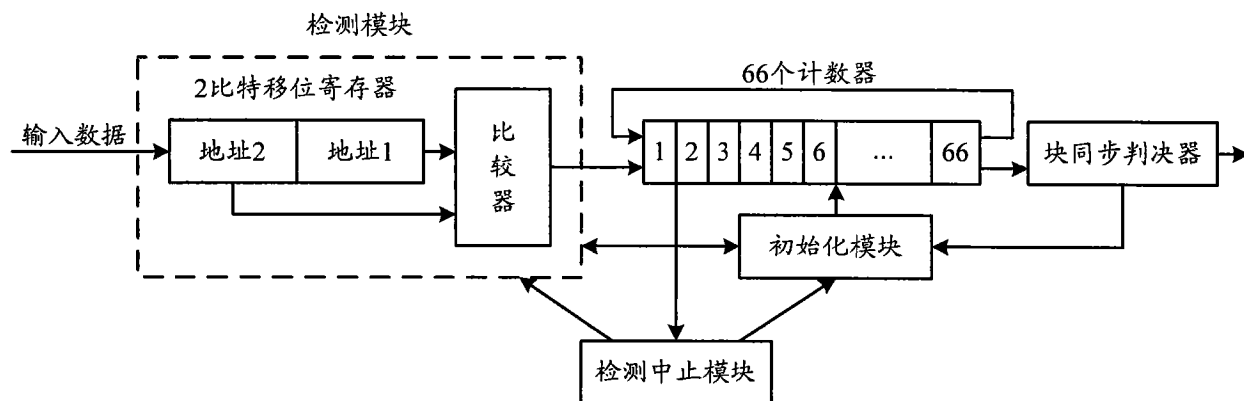 检测模块
2比特移位寄存器
66个计数器
输入数据
地址2
地址1
比较器
1 2 3 4 5 6 ... 66
块同步判决器
初始化模块
检测中止模块